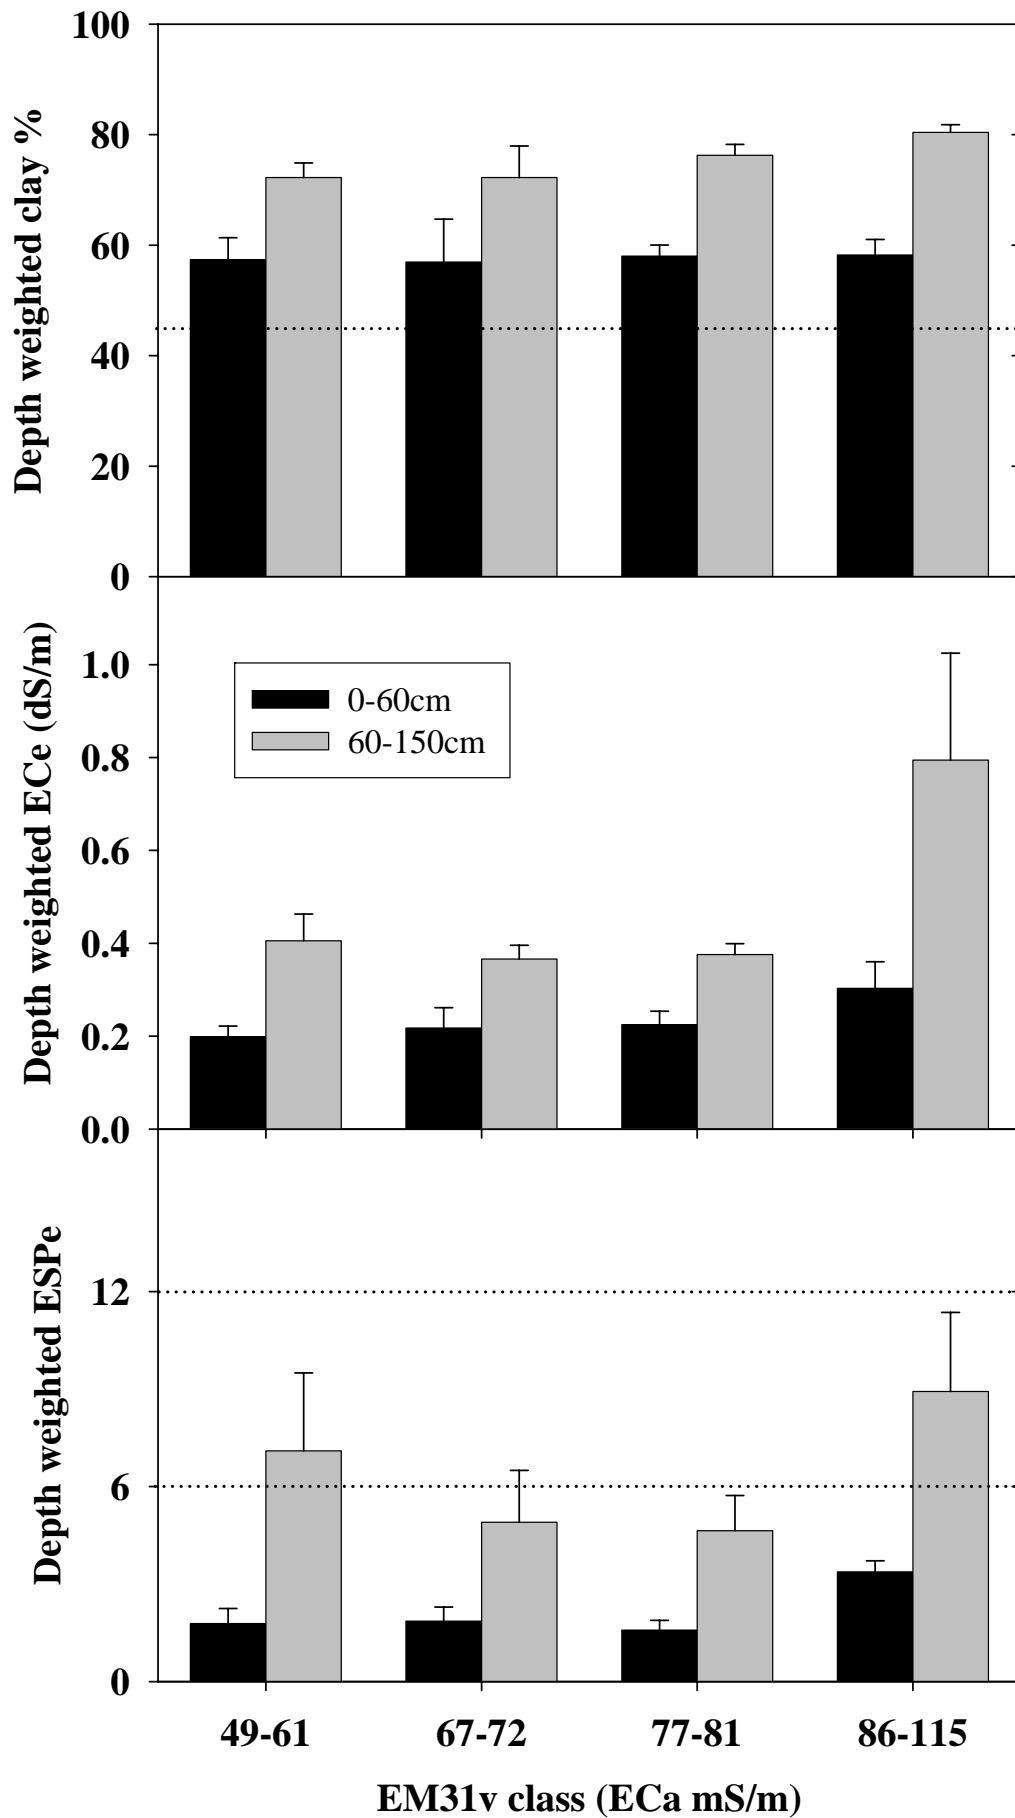 Depth weighted clay %
100
80
60
40
20
0
Depth weighted ECe (dS/m)
1.0
0.8
0.6
0.4
0.2
0.0
0-60cm
60-150cm
Depth weighted ESPe
12
6
0
49-61 67-72 77-81 86-115
EM31v class (ECa mS/m)